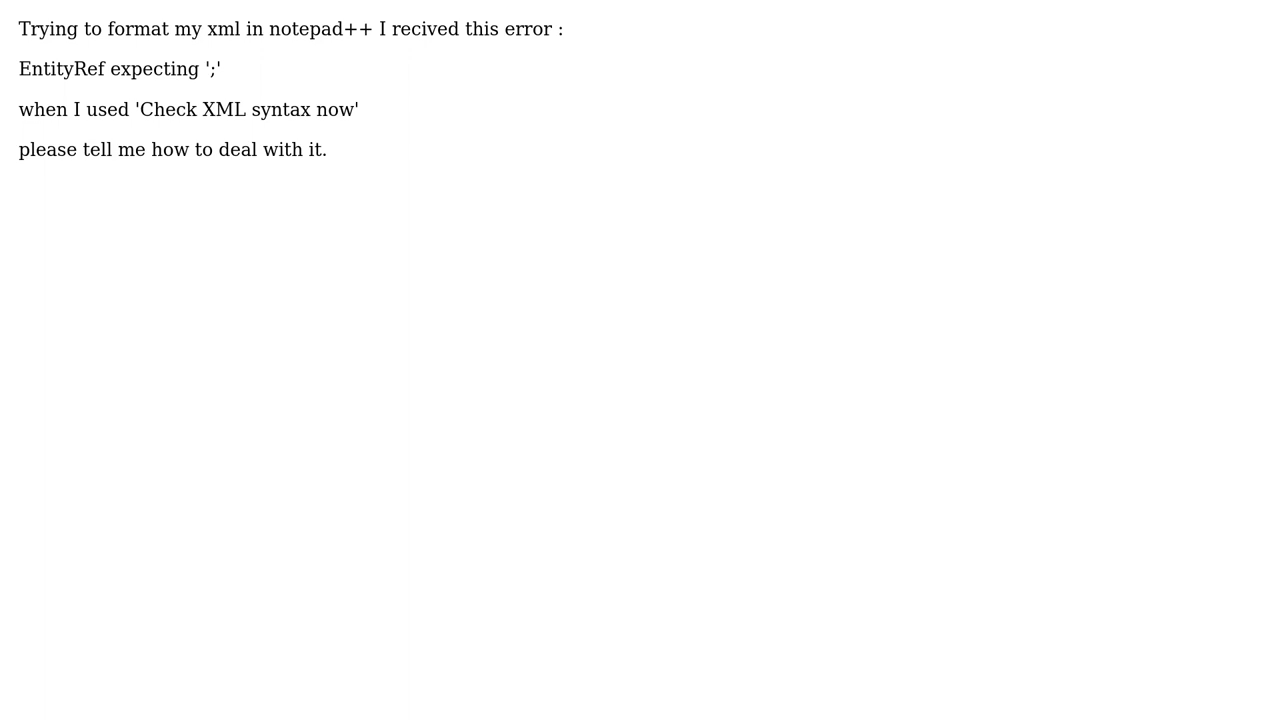 Trying to format my xml in notepad++ I recived this error :
EntityRef expecting ';'
when I used 'Check XML syntax now'
please tell me how to deal with it.